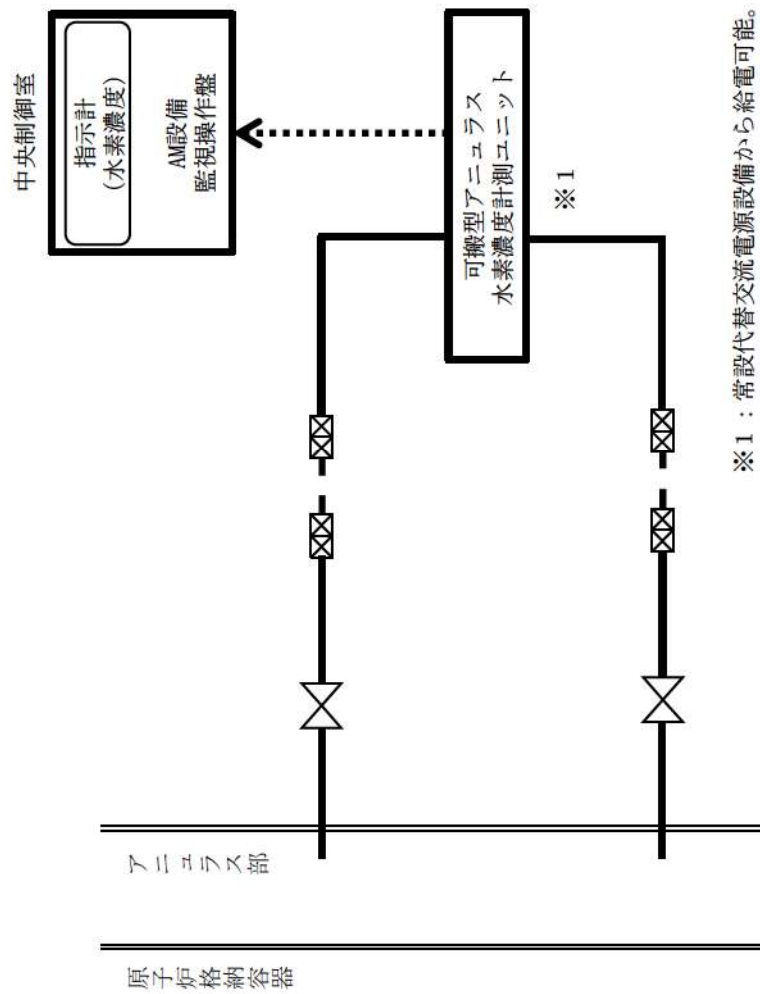 中央制御室
指示計
(水素濃度)
AM設備
監視操作盤
可搬型アニュラス
水素濃度計測ユニット
※1
アニュラス部
原子炉格納容器
※1：常設代替交流電源設備から給電可能。